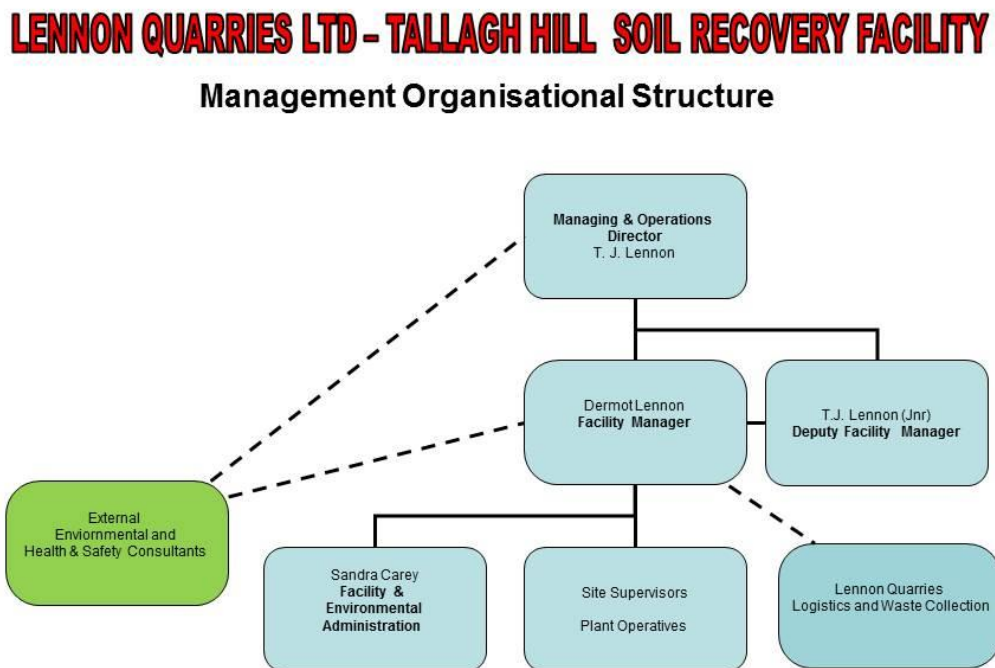 LENNON QUARRIES LTD – TALLAGH HILL SOIL RECOVERY FACILITY
Management Organisational Structure
Managing & Operations
Director
T. J. Lennon
Dermot Lennon
Facility Manager
T.J. Lennon (Jnr)
Deputy Facility Manager
External
Enviornmental and
Health & Safety Consultants
Sandra Carey
Facility &
Environmental
Administration
Site Supervisors
Plant Operatives
Lennon Quarries
Logistics and Waste Collection